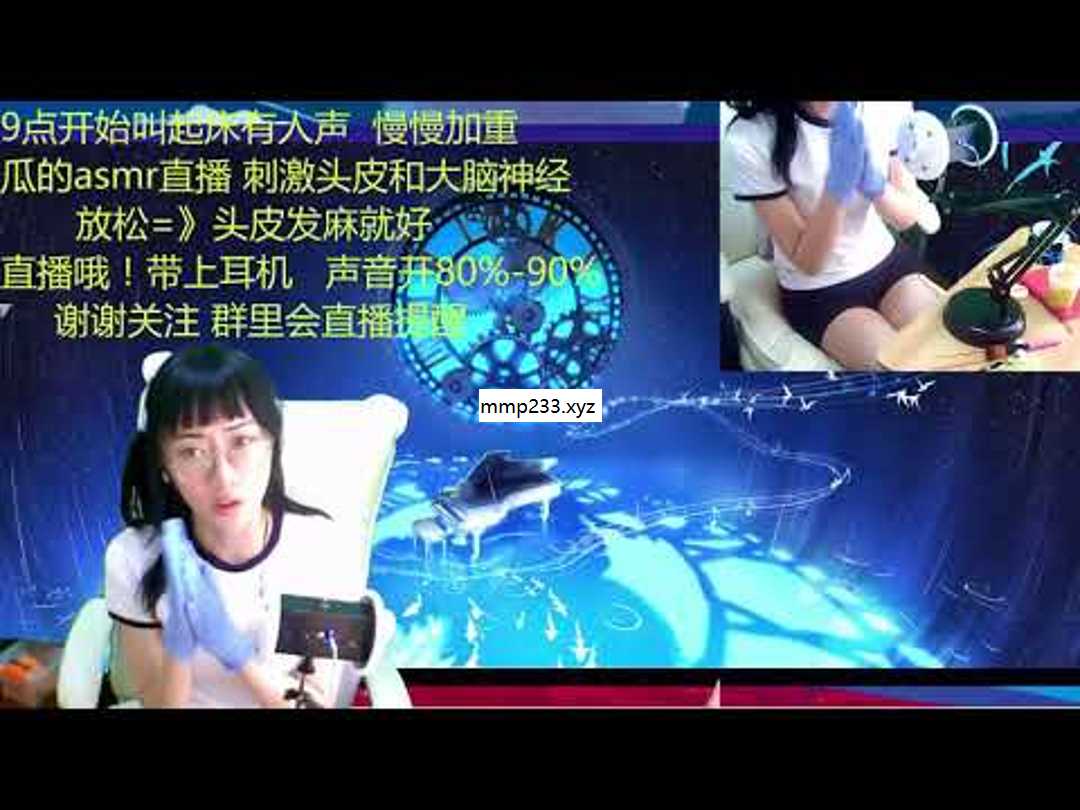 9点开始叫起床有人声 慢慢加重
瓜的asmr直播 刺激头皮和大脑神经
放松=》头皮发麻就好
直播哦！带上耳机 声音开80%-90%
谢谢关注 群里会直播提醒
mmp233.xyz